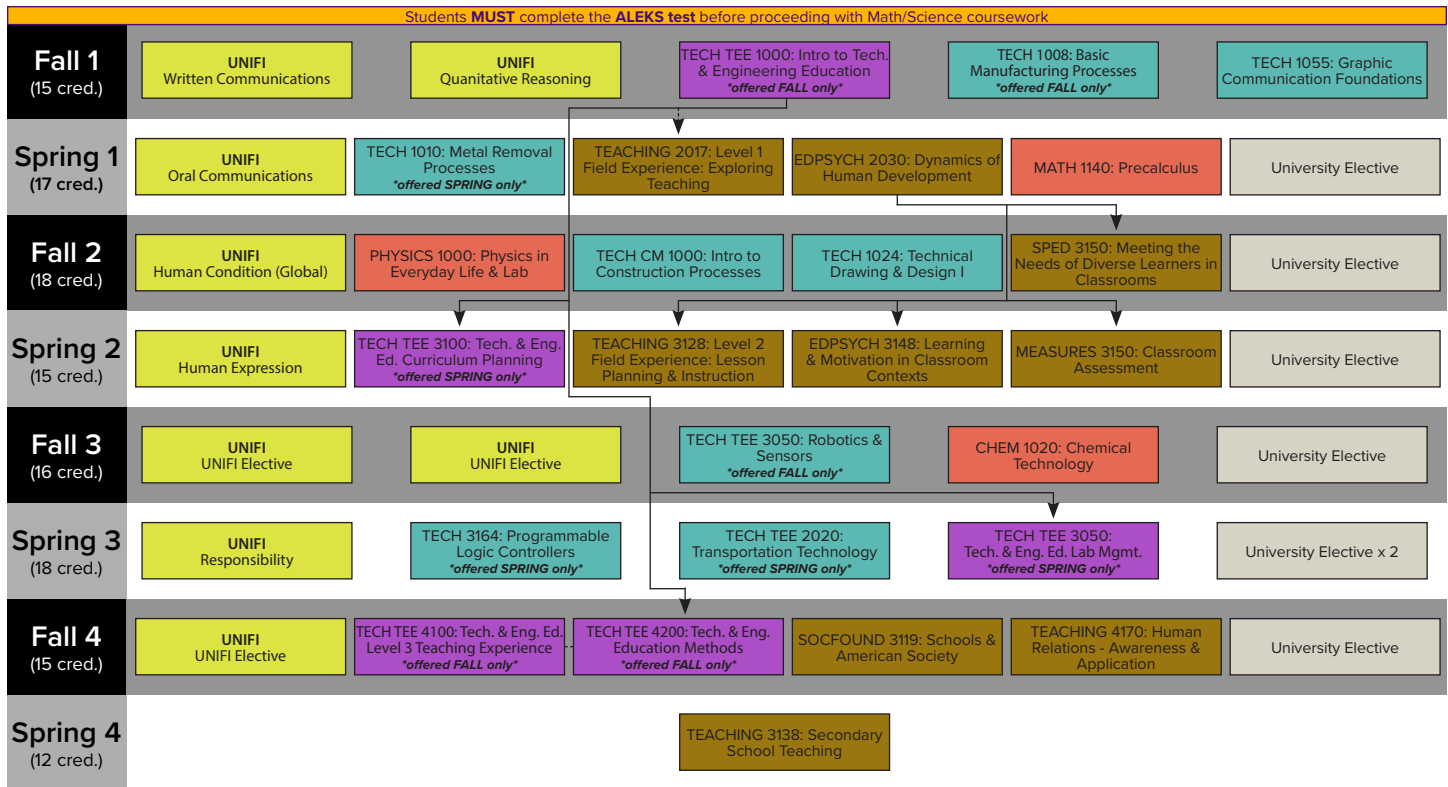 Students MUST complete the ALEKS test before proceeding with Math/Science coursework
Fall 1
(15 cred.)
UNIFI
Written Communications
UNIFI
Quanitative Reasoning
TECH TEE 1000: Intro to Tech.
& Engineering Education
*offered FALL only*
TECH 1008: Basic
Manufacturing Processes
*offered FALL only*
TECH 1055: Graphic
Communication Foundations
Spring 1
(17 cred.)
UNIFI
Oral Communications
TECH 1010: Metal Removal
Processes
*offered SPRING only*
TEACHING 2017: Level 1
Field Experience: Exploring
Teaching
EDPSYCH 2030: Dynamics of
Human Development
MATH 1140: Precalculus
University Elective
Fall 2
(18 cred.)
UNIFI
Human Condition (Global)
PHYSICS 1000: Physics in
Everyday Life & Lab
TECH CM 1000: Intro to
Construction Processes
TECH 1024: Technical
Drawing & Design I
SPED 3150: Meeting the
Needs of Diverse Learners in
Classrooms
University Elective
Spring 2
(15 cred.)
UNIFI
Human Expression
TECH TEE 3100: Tech. & Eng.
Ed. Curriculum Planning
*offered SPRING only*
TEACHING 3128: Level 2
Field Experience: Lesson
Planning & Instruction
EDPSYCH 3148: Learning
& Motivation in Classroom
Contexts
MEASURES 3150: Classroom
Assessment
University Elective
Fall 3
(16 cred.)
UNIFI
UNIFI Elective
UNIFI
UNIFI Elective
TECH TEE 3050: Robotics &
Sensors
*offered FALL only*
CHEM 1020: Chemical
Technology
University Elective
Spring 3
(18 cred.)
UNIFI
Responsibility
TECH 3164: Programmable
Logic Controllers
*offered SPRING only*
TECH TEE 2020:
Transportation Technology
*offered SPRING only*
TECH TEE 3050:
Tech. & Eng. Ed. Lab Mgmt.
*offered SPRING only*
University Elective x 2
Fall 4
(15 cred.)
UNIFI
UNIFI Elective
TECH TEE 4100: Tech. & Eng. Ed.
Level 3 Teaching Experience
*offered FALL only*
TECH TEE 4200: Tech. & Eng.
Education Methods
*offered FALL only*
SOCFOUND 3119: Schools &
American Society
TEACHING 4170: Human
Relations - Awareness &
Application
University Elective
Spring 4
(12 cred.)
TEACHING 3138: Secondary
School Teaching